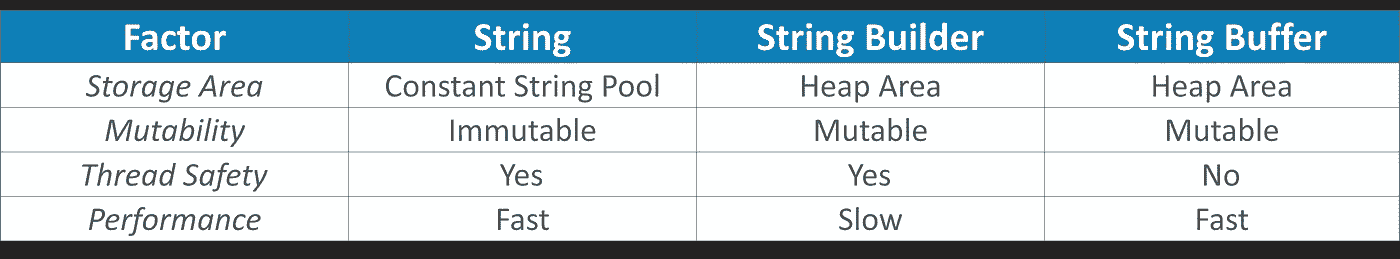 Factor String String Builder String Buffer
Storage Area Constant String Pool Heap Area Heap Area
Mutability Immutable Mutable Mutable
Thread Safety Yes Yes No
Performance Fast Slow Fast